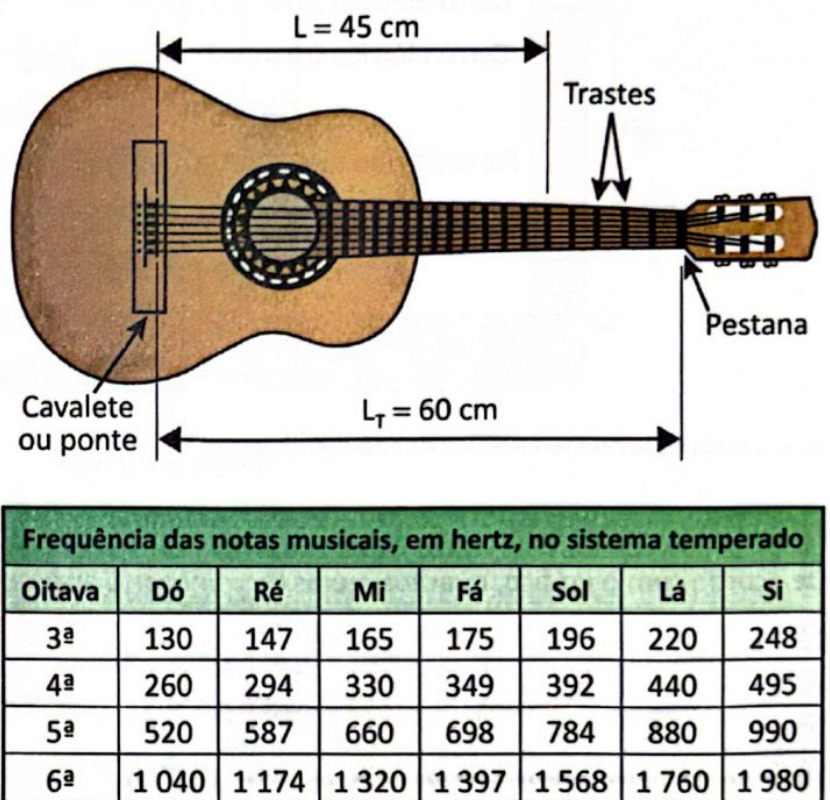 L = 45 cm
Trastes
Pestana
Cavalete
ou ponte
L_T = 60 cm
Frequência das notas musicais, em hertz, no sistema temperado
Oitava Dó Ré Mi Fá Sol Lá Si
3ª 130 147 165 175 196 220 248
4ª 260 294 330 349 392 440 495
5ª 520 587 660 698 784 880 990
6ª 1 040 1 174 1 320 1 397 1 568 1 760 1 980